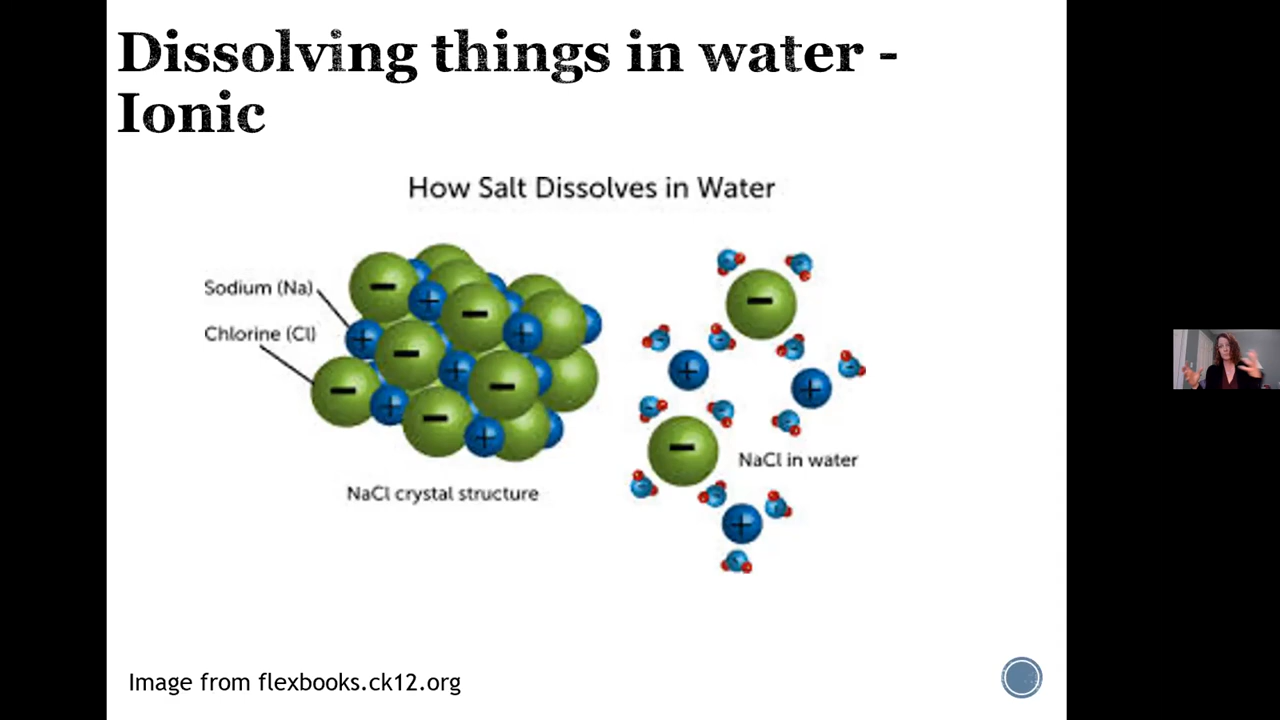 Dissolving things in water -
Ionic
How Salt Dissolves in Water
Sodium (Na)
Chlorine (Cl)
NaCl in water
NaCl crystal structure
Image from flexbooks.ck12.org